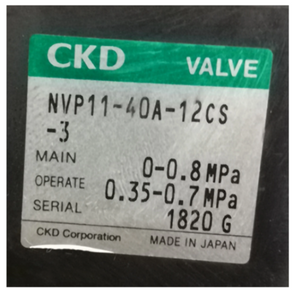 CKD VALVE
NVP11-40A-12CS
-3
MAIN 0-0.8MPa
OPERATE 0.35-0.7MPa
SERIAL 1820 G
CKD Corporation MADE IN JAPAN